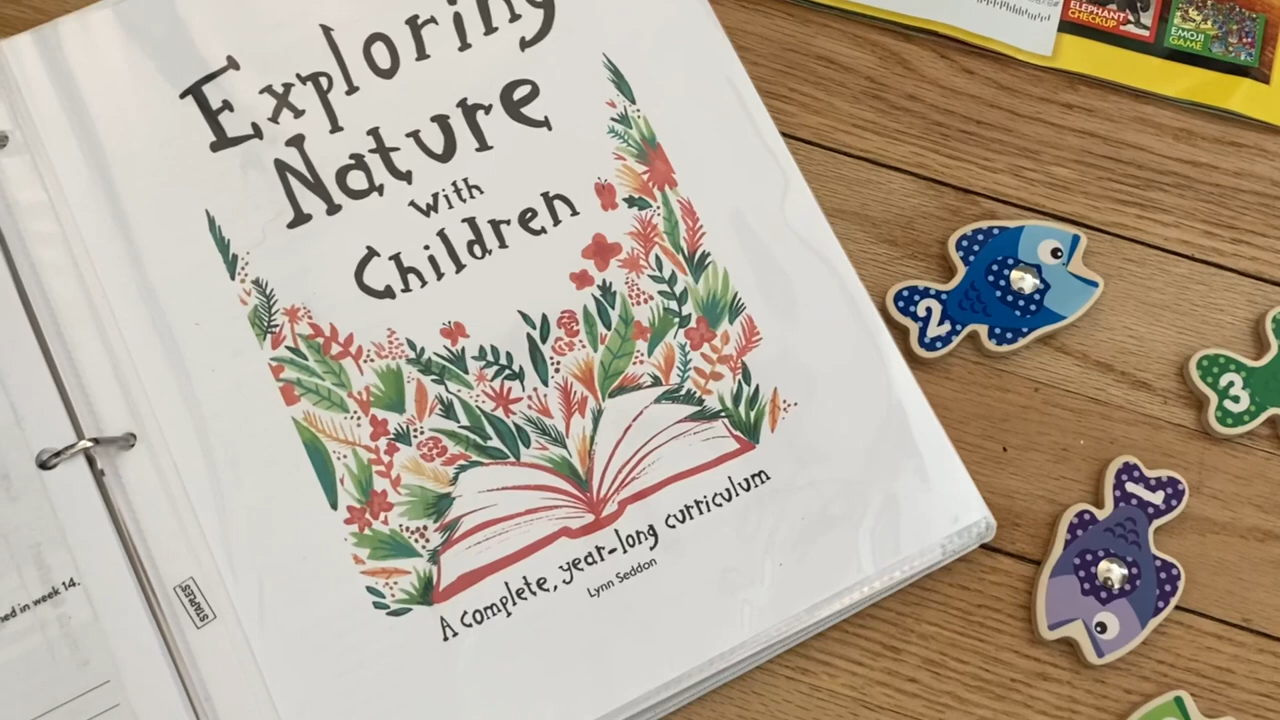 Exploring
Nature
with
Children
A complete, year-long curriculum
Lynn Seddon
STAPLES
ned in week 14.
ELEPHANT
CHECKUP
EMOJI
GAME
2
3
1